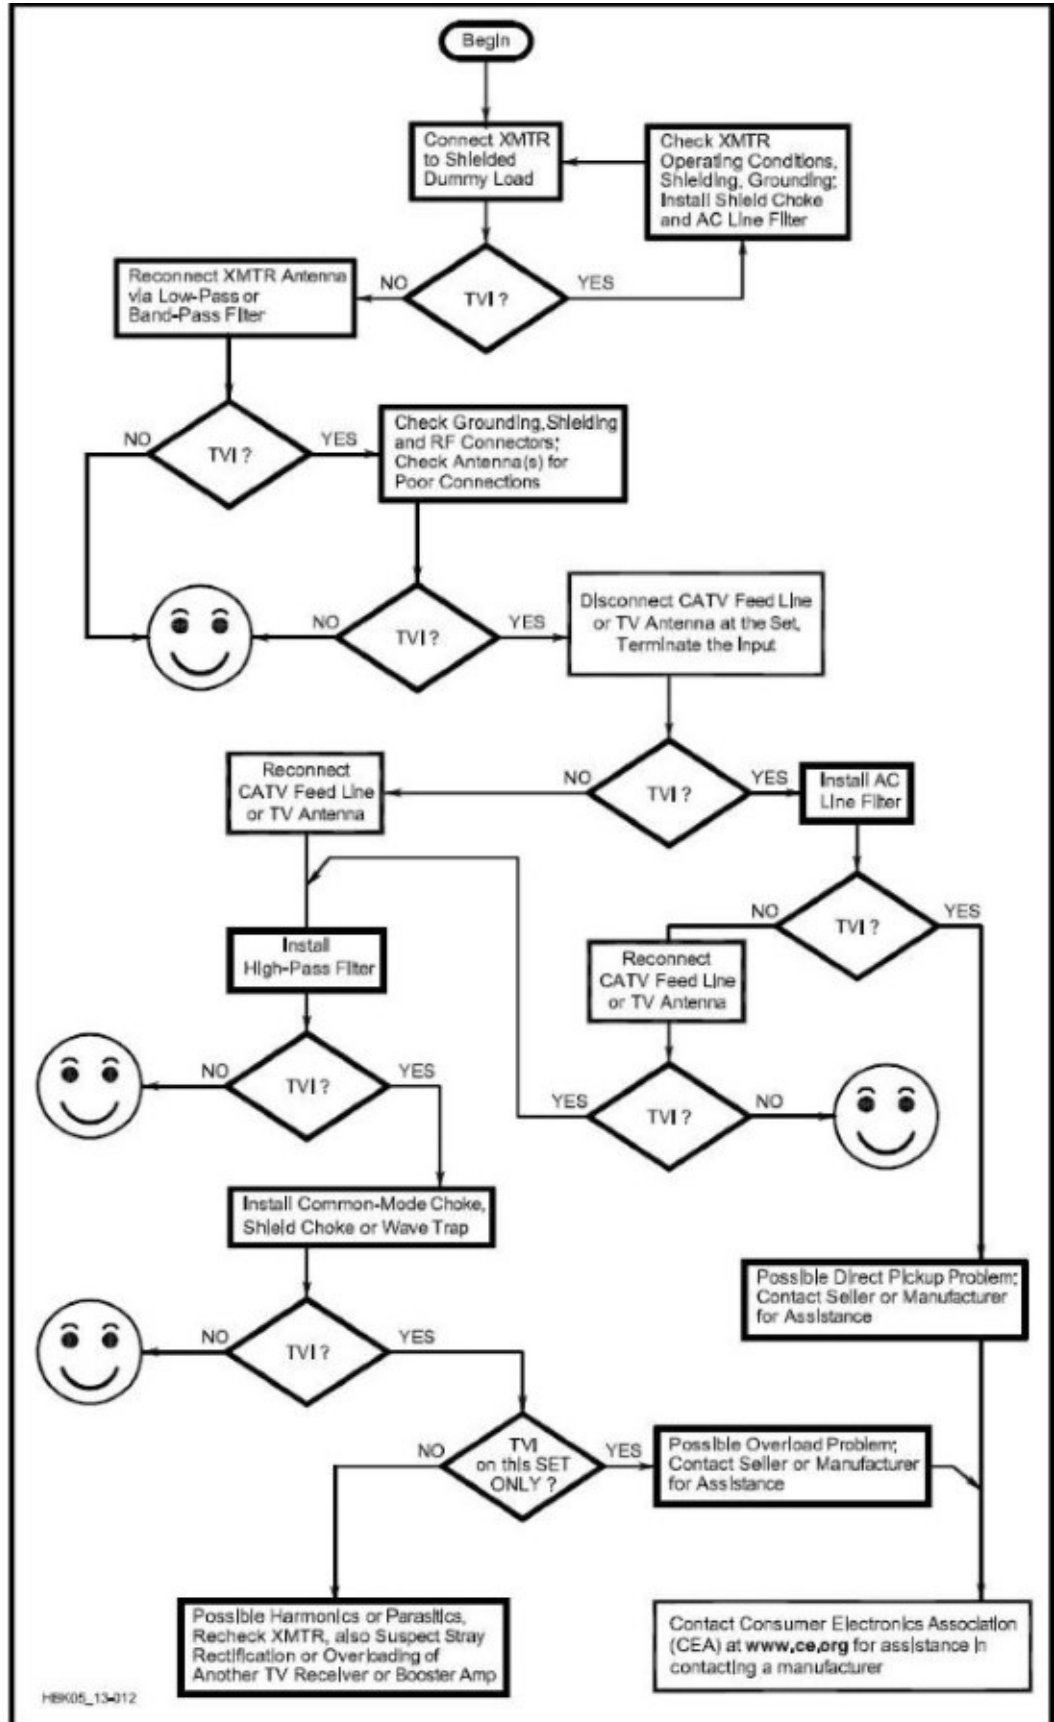 Begin
Connect XMTR
to Shielded
Dummy Load
Check XMTR
Operating Conditions,
Shielding, Grounding;
Install Shield Choke
and AC Line Filter
TVI ?
NO
YES
Reconnect XMTR Antenna
via Low-Pass or
Band-Pass Filter
TVI ?
NO
YES
Check Grounding, Shielding
and RF Connectors;
Check Antenna(s) for
Poor Connections
TVI ?
NO
YES
Disconnect CATV Feed Line
or TV Antenna at the Set,
Terminate the Input
TVI ?
NO
YES
Reconnect
CATV Feed Line
or TV Antenna
Install AC
Line Filter
TVI ?
NO
YES
Reconnect
CATV Feed Line
or TV Antenna
Install
High-Pass Filter
TVI ?
NO
YES
TVI ?
YES
NO
Install Common-Mode Choke,
Shield Choke or Wave Trap
Possible Direct Pickup Problem;
Contact Seller or Manufacturer
for Assistance
TVI ?
NO
YES
TVI
on this SET
ONLY ?
NO
YES
Possible Overload Problem;
Contact Seller or Manufacturer
for Assistance
Possible Harmonics or Parasitics,
Recheck XMTR, also Suspect Stray
Rectification or Overloading of
Another TV Receiver or Booster Amp
Contact Consumer Electronics Association
(CEA) at www.ce.org for assistance in
contacting a manufacturer
HBK05_13-012